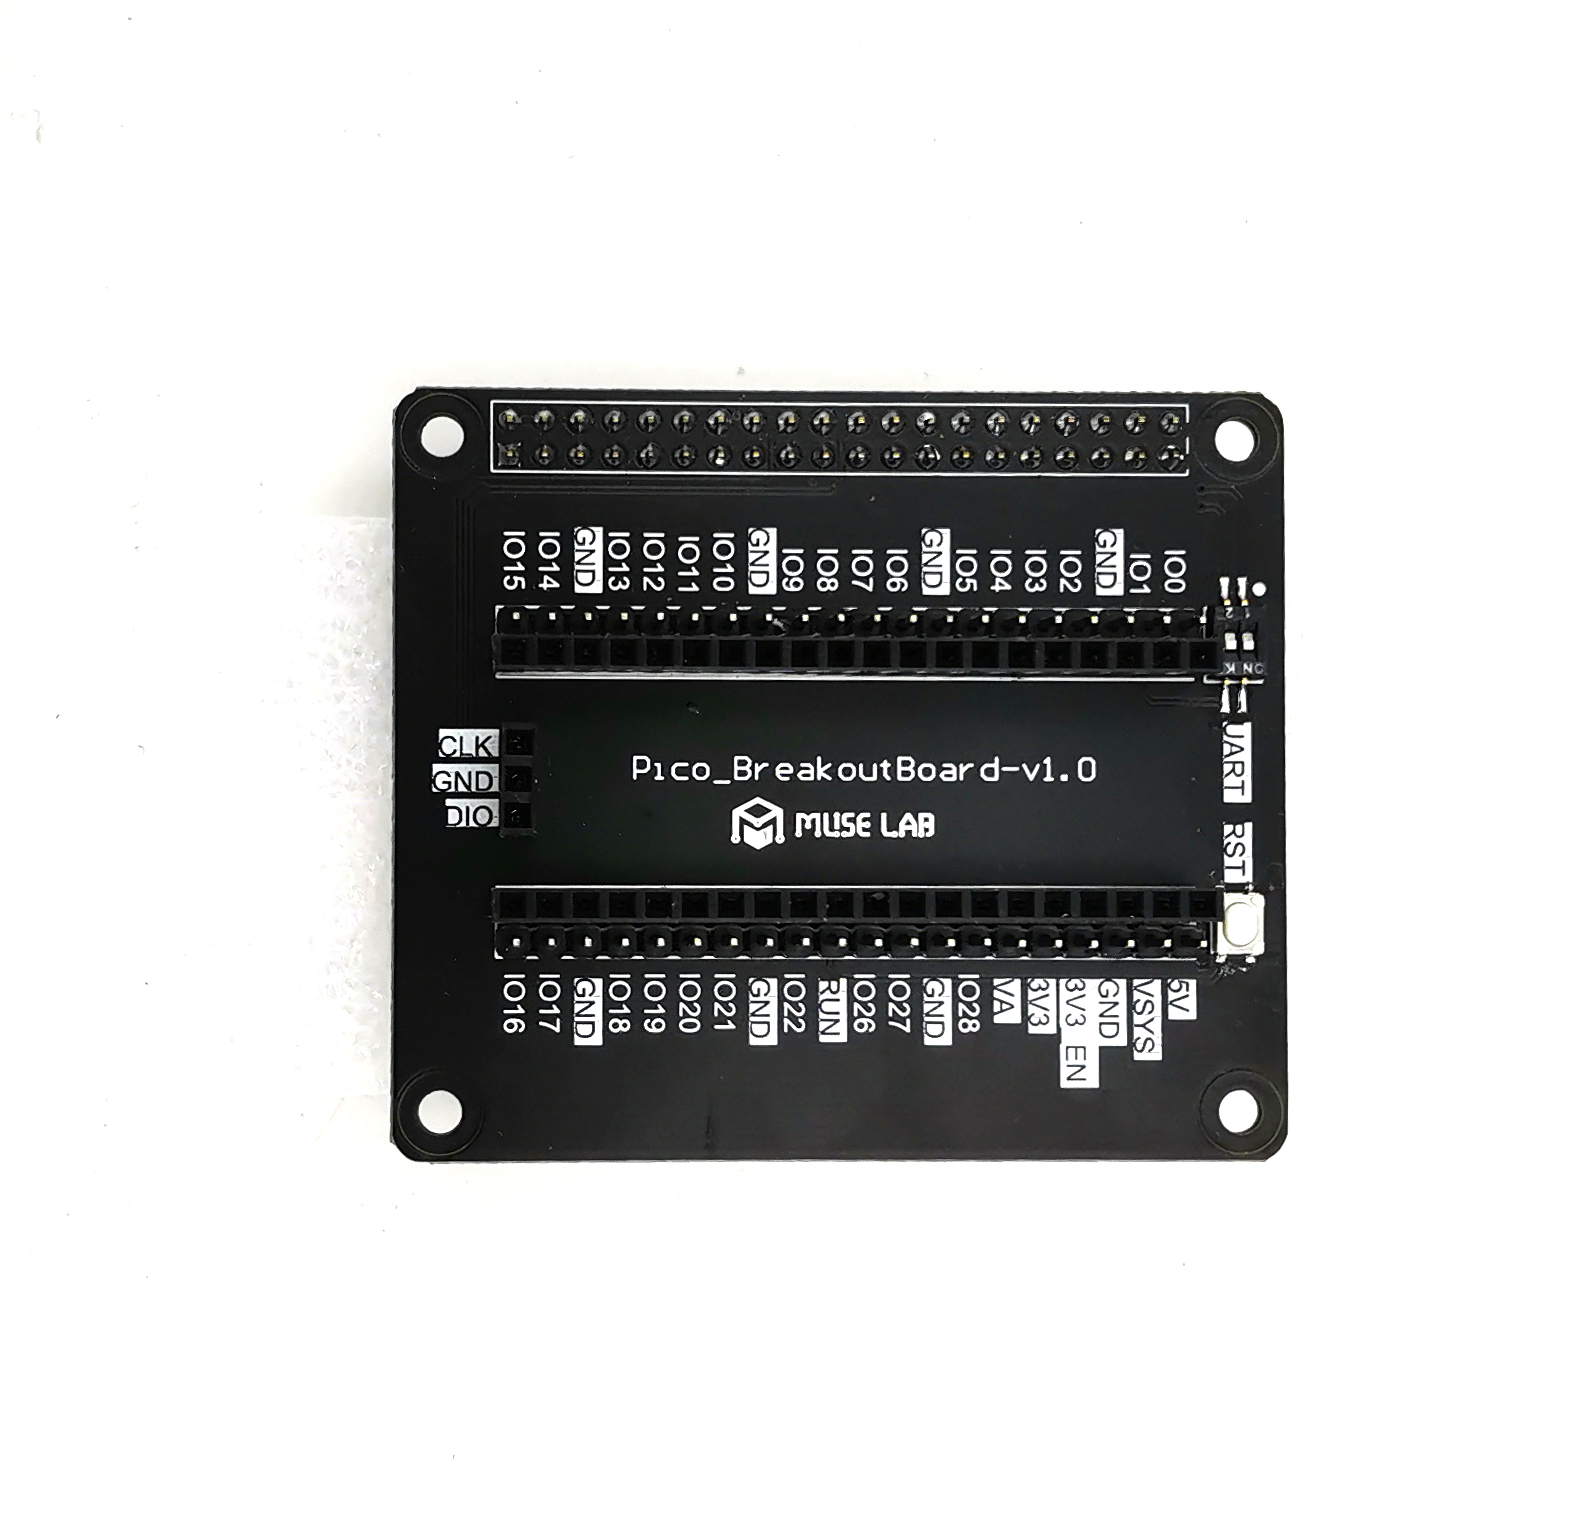 IO15 IO14 GND IO13 IO12 IO11 IO10 GND IO9 IO8 IO7 IO6 GND IO5 IO4 IO3 IO2 GND IO1 IO0
CLK
GND
DIO
Pico_BreakoutBoard-v1.0
MUSE LAB
UART
RST
IO16 IO17 GND IO18 IO19 IO20 IO21 GND IO22 RUN IO26 IO27 GND IO28 VA 3V3 3V3 EN GND VSYS 5V